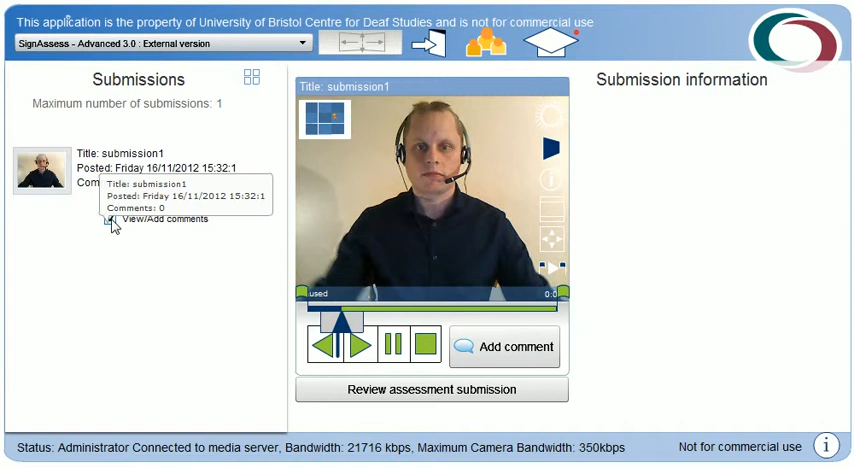 This application is the property of University of Bristol Centre for Deaf Studies and is not for commercial use
SignAssess - Advanced 3.0 : External version
Submissions
Maximum number of submissions: 1
Title: submission1
Posted: Friday 16/11/2012 15:32:1
Com
Title: submission1
Posted: Friday 16/11/2012 15:32:1
Comments: 0
View/Add comments
Title: submission1
used
0:0
Add comment
Review assessment submission
Submission information
Status: Administrator Connected to media server, Bandwidth: 21716 kbps, Maximum Camera Bandwidth: 350kbps
Not for commercial use
i